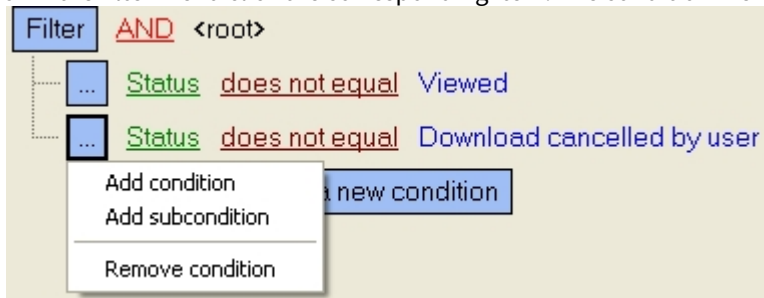 Filter AND <root>
... Status does not equal Viewed
... Status does not equal Download cancelled by user
Add condition
a new condition
Add subcondition
Remove condition